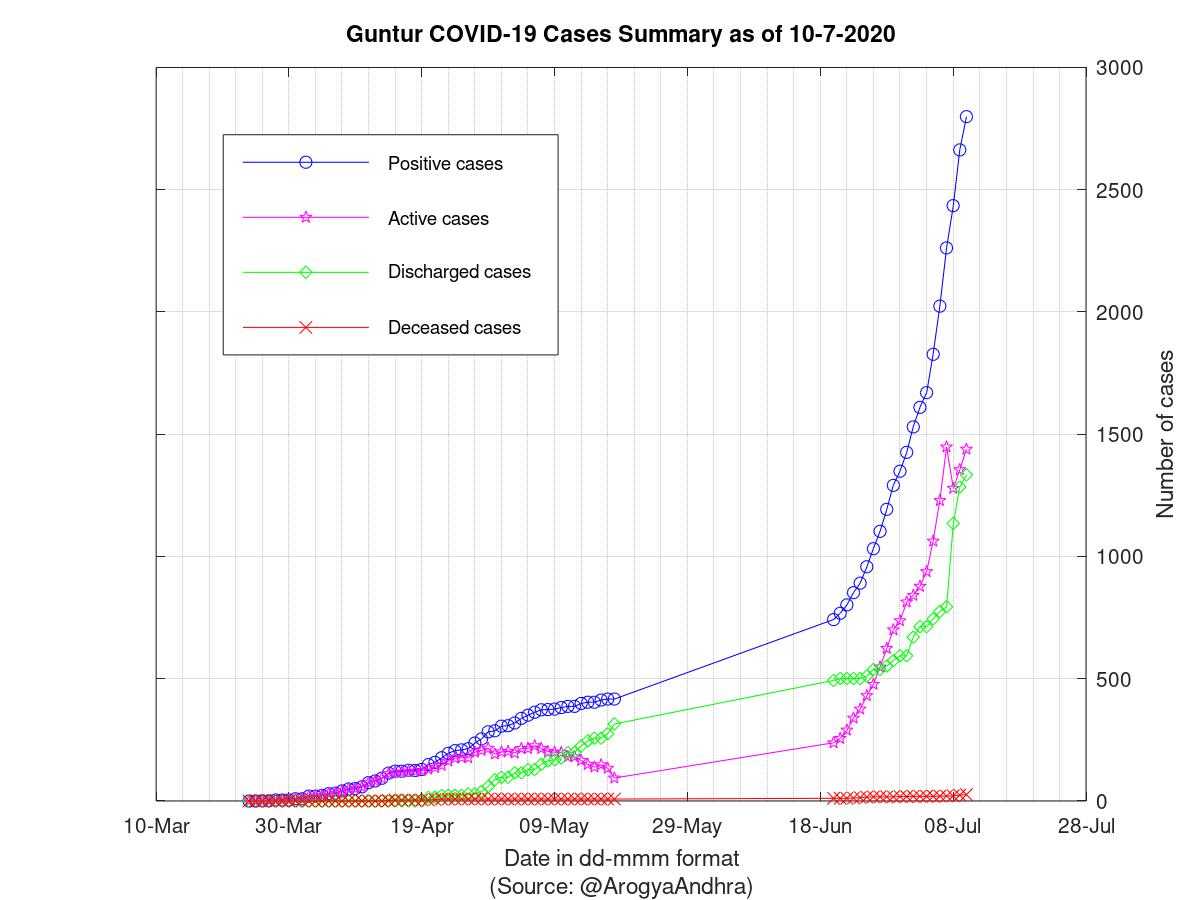 Guntur COVID-19 Cases Summary as of 10-7-2020
Positive cases
Active cases
Discharged cases
Deceased cases
3000
2500
2000
1500
1000
500
0
Number of cases
10-Mar 30-Mar 19-Apr 09-May 29-May 18-Jun 08-Jul 28-Jul
Date in dd-mmm format
(Source: @ArogyaAndhra)